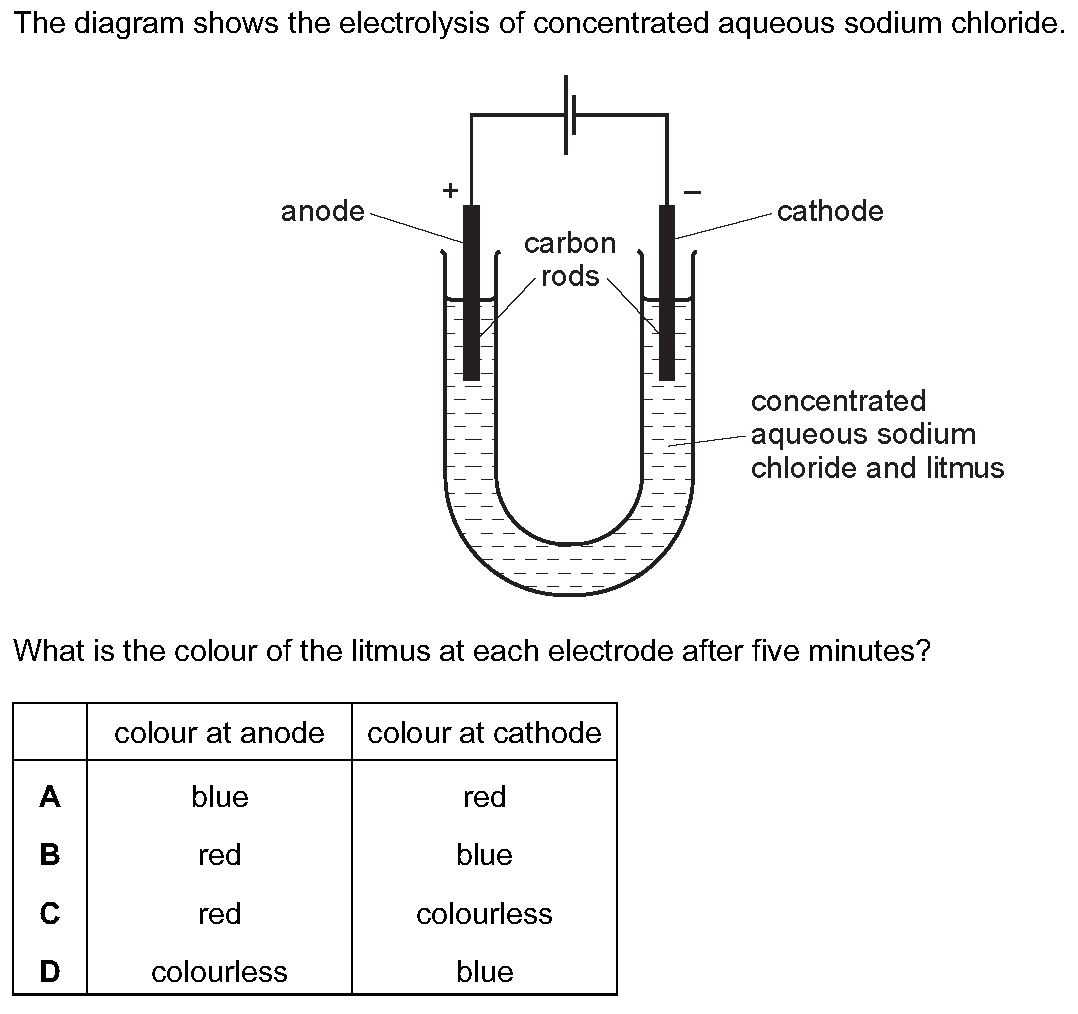 The diagram shows the electrolysis of concentrated aqueous sodium chloride.
+ –
anode cathode
carbon
rods
concentrated
aqueous sodium
chloride and litmus
What is the colour of the litmus at each electrode after five minutes?
colour at anode colour at cathode
A blue red
B red blue
C red colourless
D colourless blue